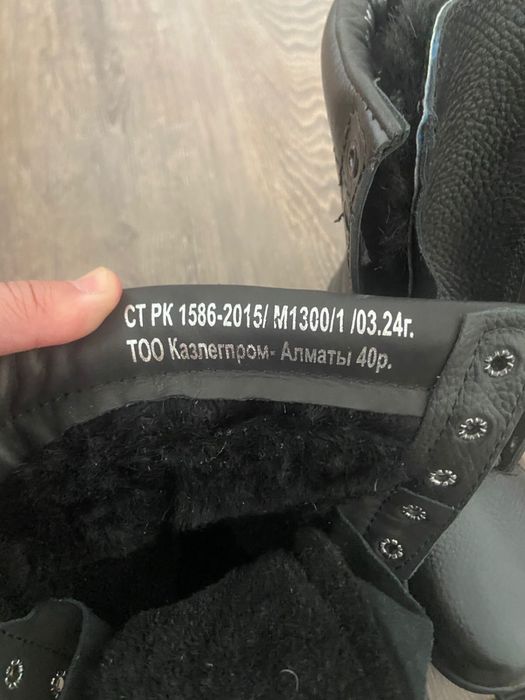 СТ РК 1586-2015/ М1300/1 /03.24г.
ТОО Казлегпром- Алматы 40р.